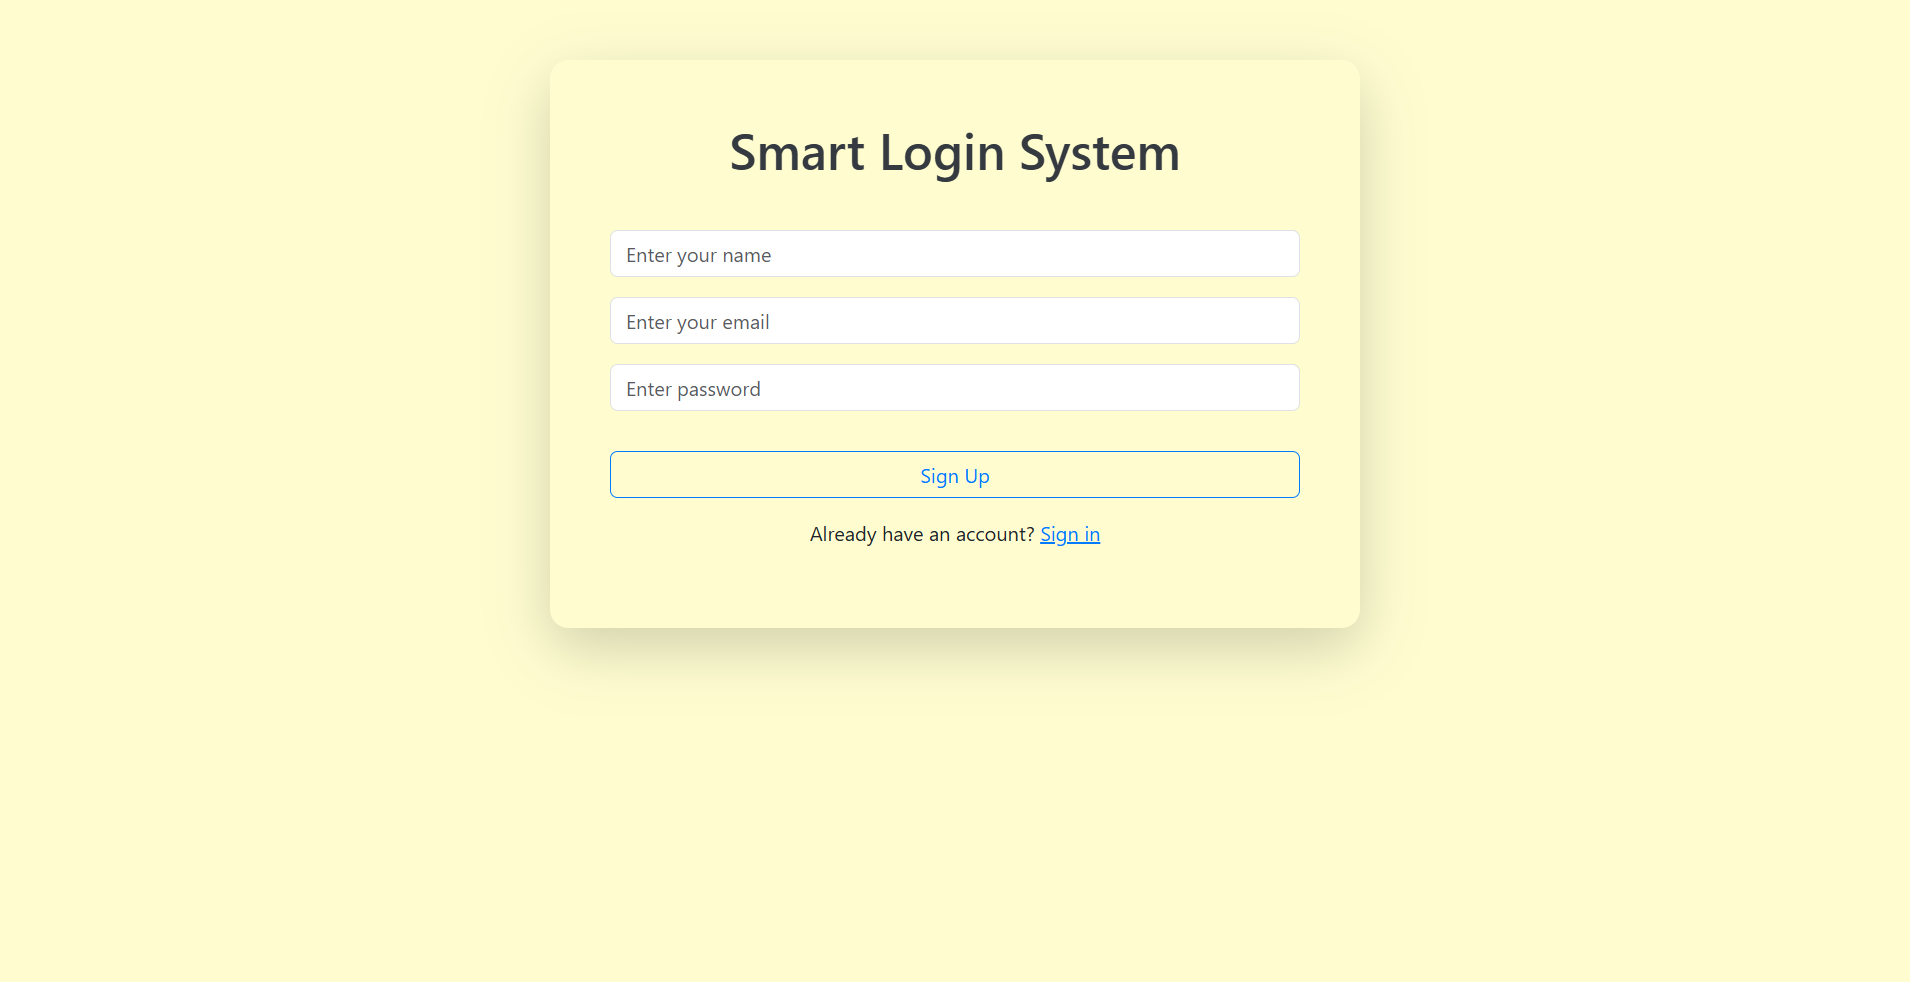 Smart Login System
Enter your name
Enter your email
Enter password
Sign Up
Already have an account? Sign in